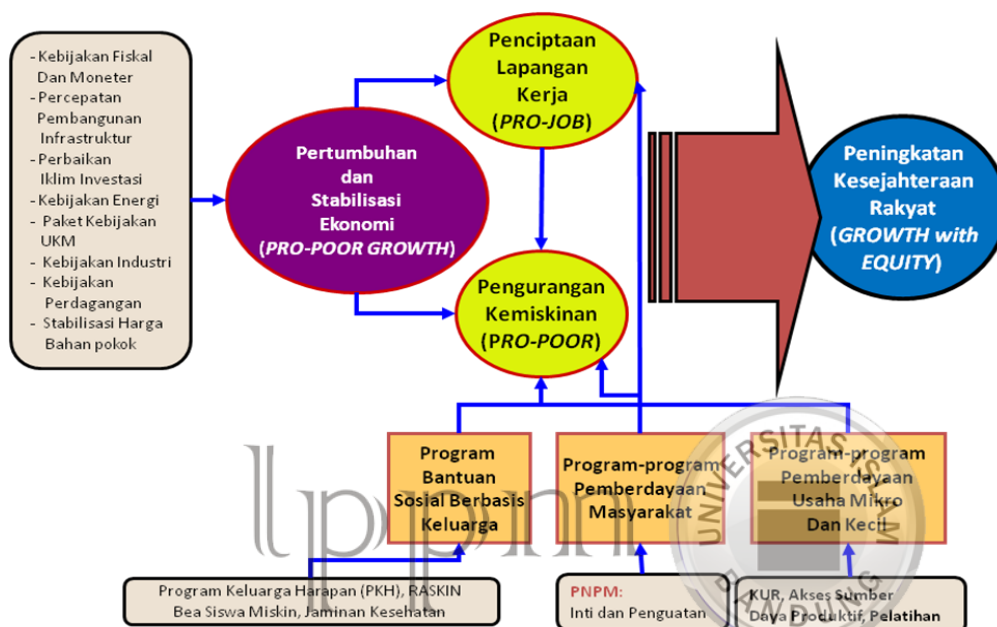 - Kebijakan Fiskal
Dan Moneter
- Percepatan
Pembangunan
Infrastruktur
- Perbaikan
Iklim Investasi
- Kebijakan Energi
- Paket Kebijakan
UKM
- Kebijakan Industri
- Kebijakan
Perdagangan
- Stabilisasi Harga
Bahan pokok
Pertumbuhan
dan
Stabilisasi
Ekonomi
(PRO-POOR GROWTH)
Penciptaan
Lapangan
Kerja
(PRO-JOB)
Pengurangan
Kemiskinan
(PRO-POOR)
Peningkatan
Kesejahteraan
Rakyat
(GROWTH with
EQUITY)
Program
Bantuan
Sosial Berbasis
Keluarga
Program-program
Pemberdayaan
Masyarakat
Program-program
Pemberdayaan
Usaha Mikro
Dan Kecil
Program Keluarga Harapan (PKH), RASKIN
Bea Siswa Miskin, Jaminan Kesehatan
PNPM:
Inti dan Penguatan
KUR, Akses Sumber
Daya Produktif, Pelatihan
lppm
UNIVERSITAS ISLAM
BANDUNG